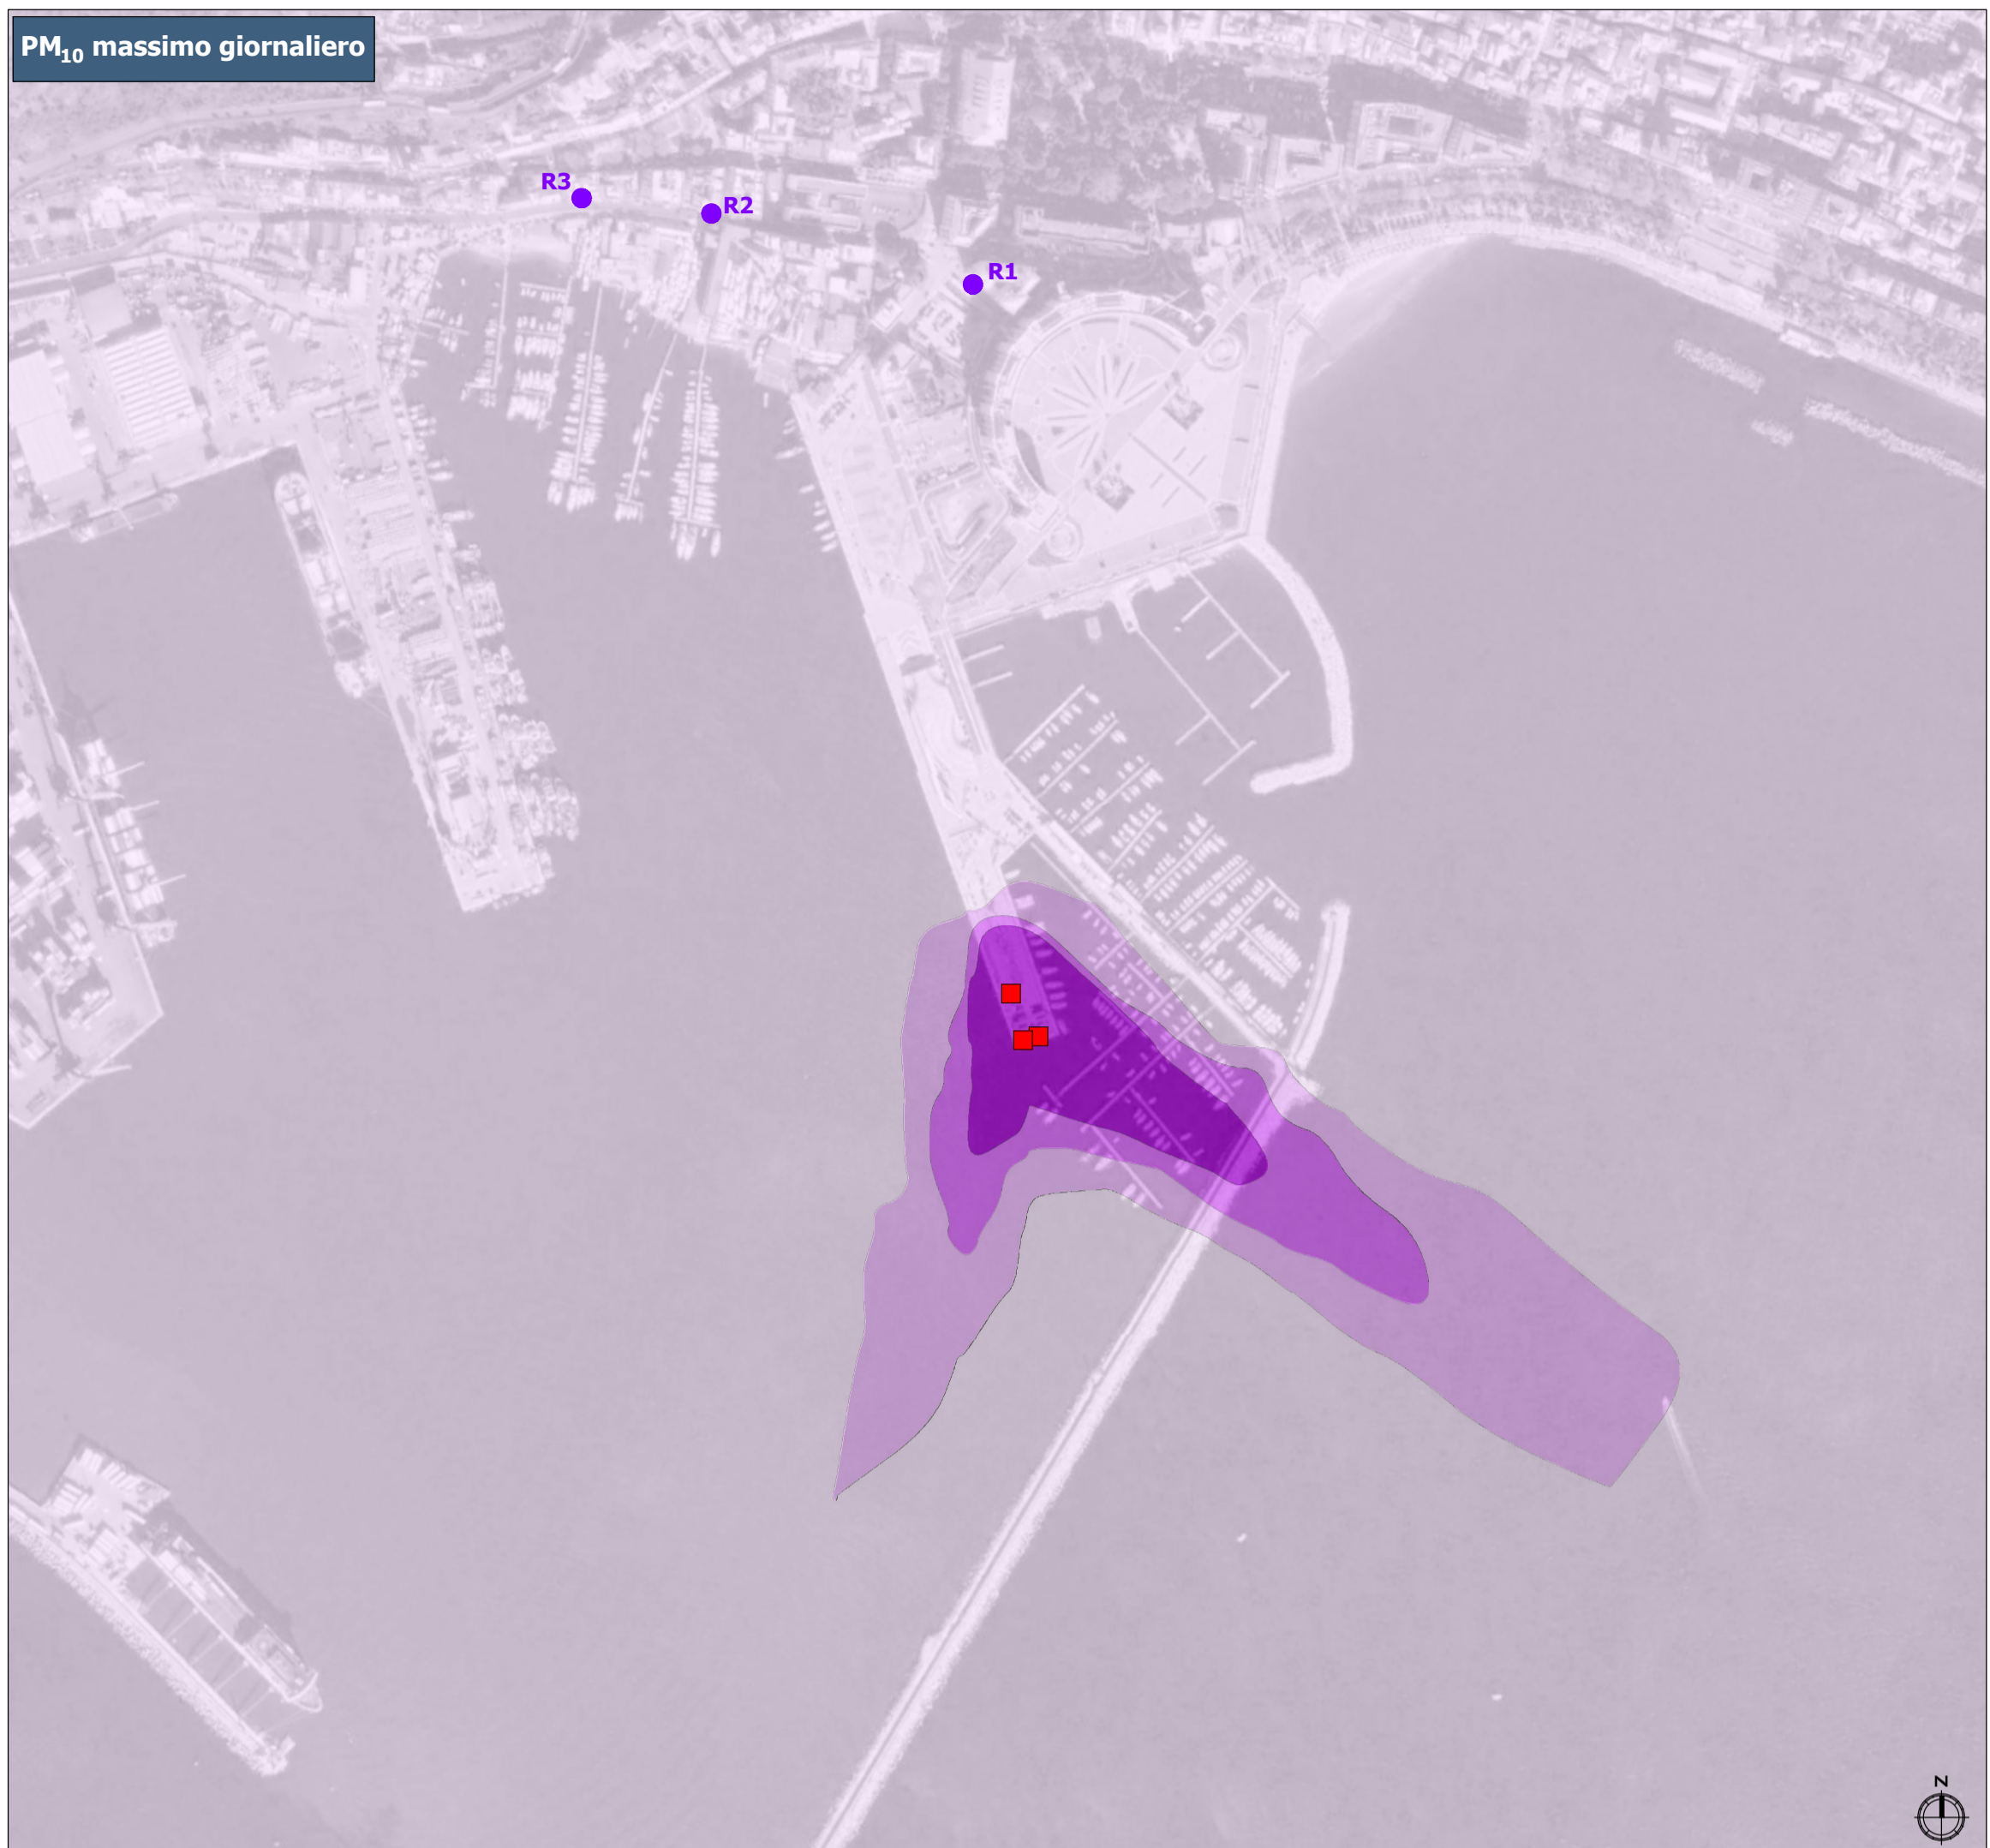 PM₁₀ massimo giornaliero
R3
R2
R1
N